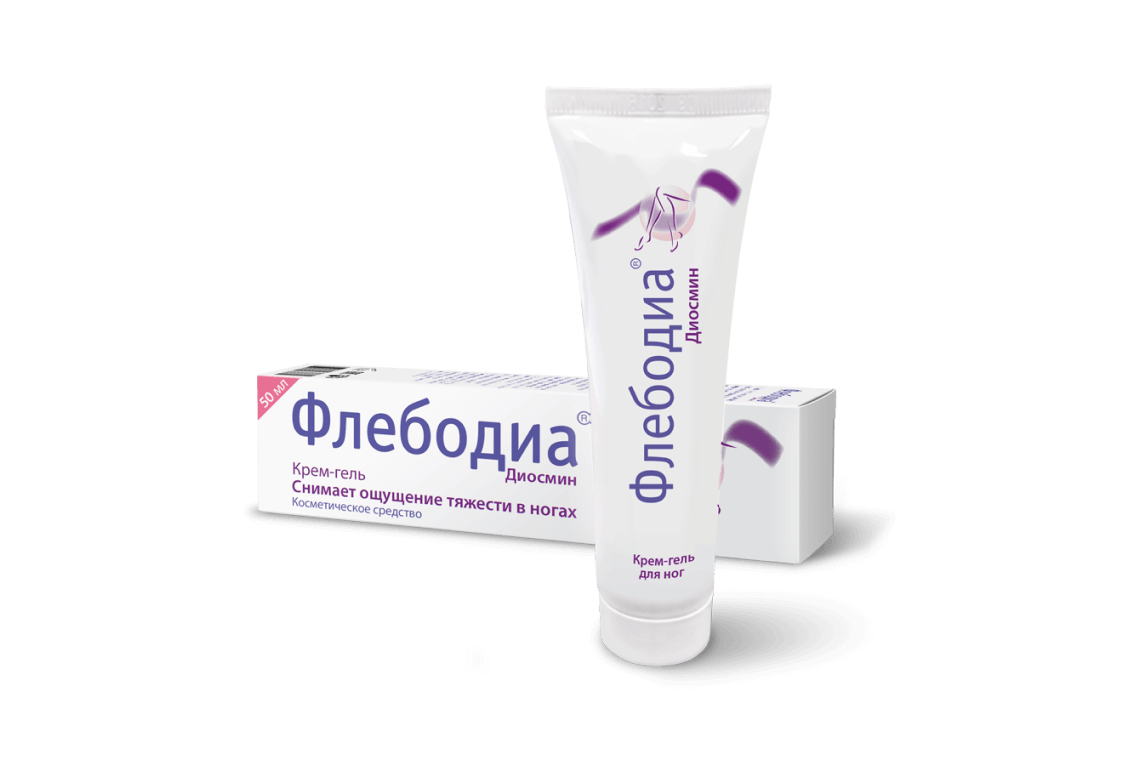 50 мл
Флебодиа®
Диосмин
Крем-гель
Снимает ощущение тяжести в ногах
Косметическое средство
Флебодиа®
Диосмин
Крем-гель
для ног